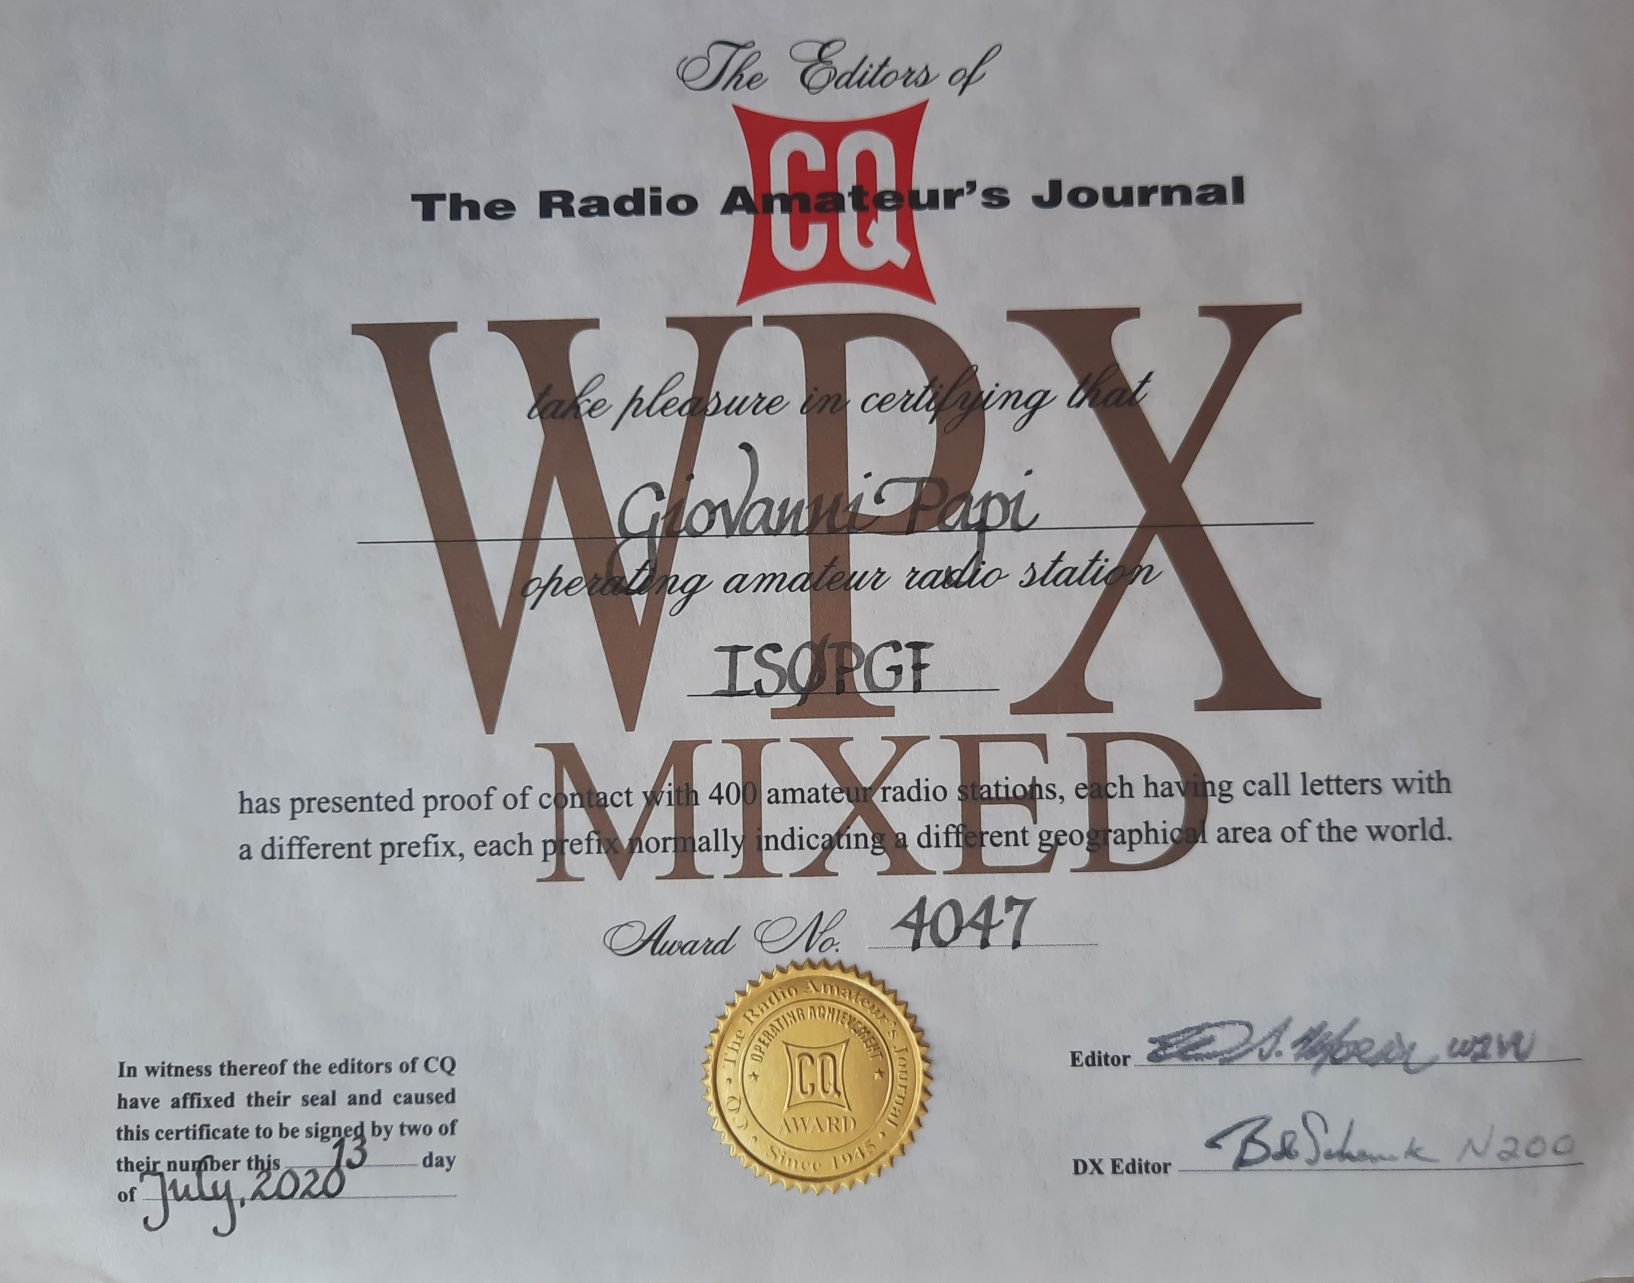 The Editors of
CQ
The Radio Amateur's Journal
WPX
take pleasure in certifying that
Giovanni Papi
operating amateur radio station
ISØPGF
MIXED
has presented proof of contact with 400 amateur radio stations, each having call letters with
a different prefix, each prefix normally indicating a different geographical area of the world.
Award No. 4047
CQ • The Radio Amateur's Journal • Since 1945 •
★ OPERATING ACHIEVEMENT ★
CQ
AWARD
In witness thereof the editors of CQ
have affixed their seal and caused
this certificate to be signed by two of
their number this 13 day
of July, 2020
Editor
DX Editor Bob Schenck N2OO